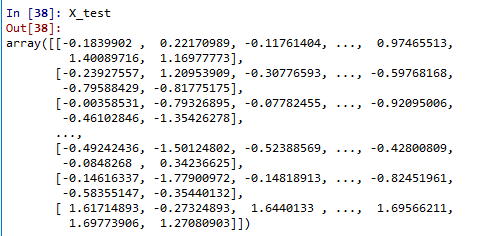 In [38]: X_test
Out[38]:
array([[-0.1839902 ,  0.22170989, -0.11761404, ...,  0.97465513,
         1.40089716,  1.16977773],
       [-0.23927557,  1.20953909, -0.30776593, ..., -0.59768168,
        -0.79588429, -0.81775175],
       [-0.00358531, -0.79326895, -0.07782455, ..., -0.92095006,
        -0.46102846, -1.35426278],
       ...,
       [-0.49242436, -1.50124802, -0.52388569, ..., -0.42800809,
        -0.0848268 ,  0.34236625],
       [-0.14616337, -1.77900972, -0.14818913, ..., -0.82451961,
        -0.58355147, -0.35440132],
       [ 1.61714893, -0.27324893,  1.6440133 , ...,  1.69566211,
         1.69773906,  1.27080903]])